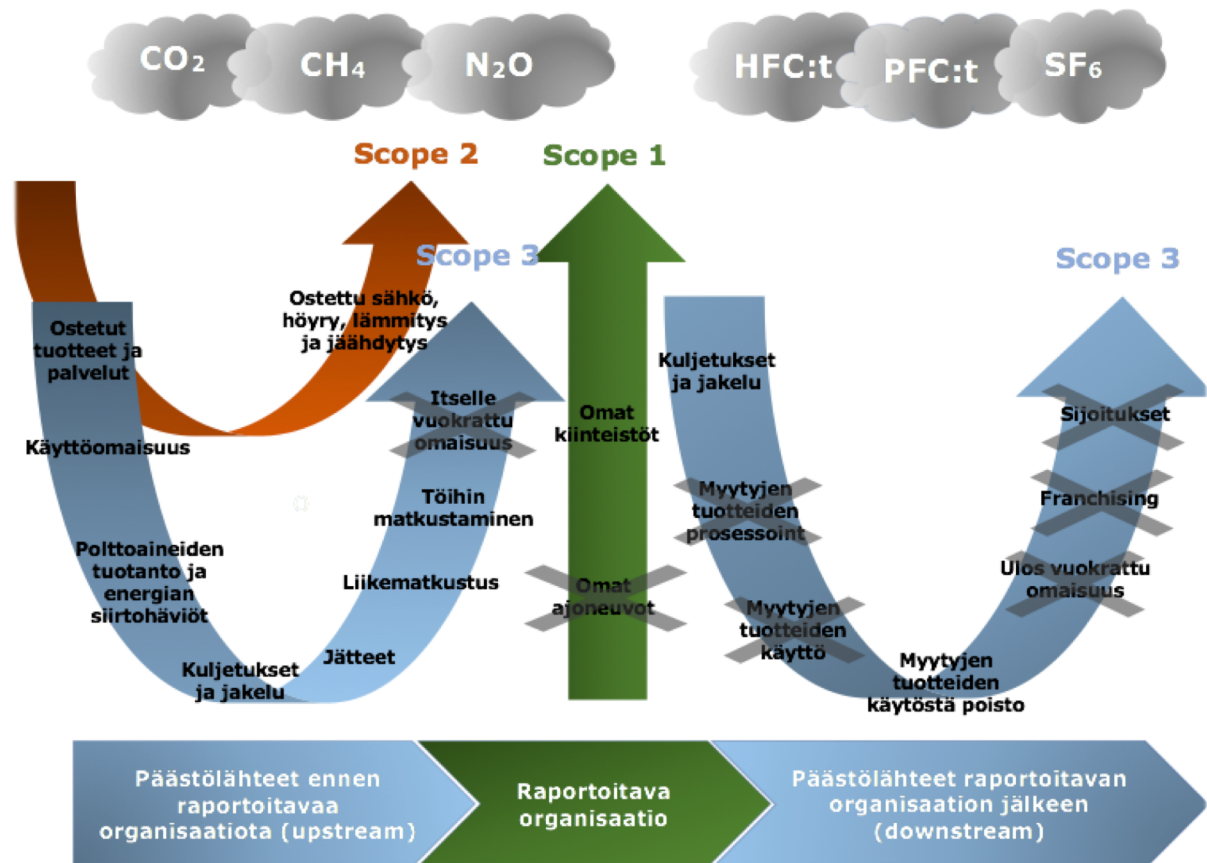 CO₂
CH₄
N₂O
HFC:t
PFC:t
SF₆
Scope 2
Scope 1
Scope 3
Scope 3
Ostettu sähkö,
höyry, lämmitys
ja jäähdytys
Ostetut
tuotteet ja
palvelut
Käyttöomaisuus
Polttoaineiden
tuotanto ja
energian
siirtohäviöt
Kuljetukset
ja jakelu
Jätteet
Liikematkustus
Töihin
matkustaminen
Itselle
vuokrattu
omaisuus
Omat
kiinteistöt
Omat
ajoneuvot
Kuljetukset
ja jakelu
Myytyjen
tuotteiden
prosessoint
Myytyjen
tuotteiden
käyttö
Myytyjen
tuotteiden
käytöstä poisto
Ulos vuokrattu
omaisuus
Franchising
Sijoitukset
Päästölähteet ennen
raportoitavaa
organisaatiota (upstream)
Raportoitava
organisaatio
Päästölähteet raportoitavan
organisaation jälkeen
(downstream)